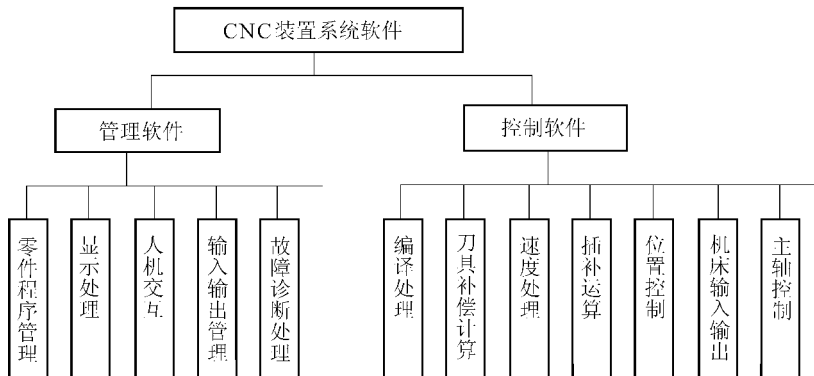 CNC装置系统软件
管理软件
控制软件
零件程序管理
显示处理
人机交互
输入输出管理
故障诊断处理
编译处理
刀具补偿计算
速度处理
插补运算
位置控制
机床输入输出
主轴控制